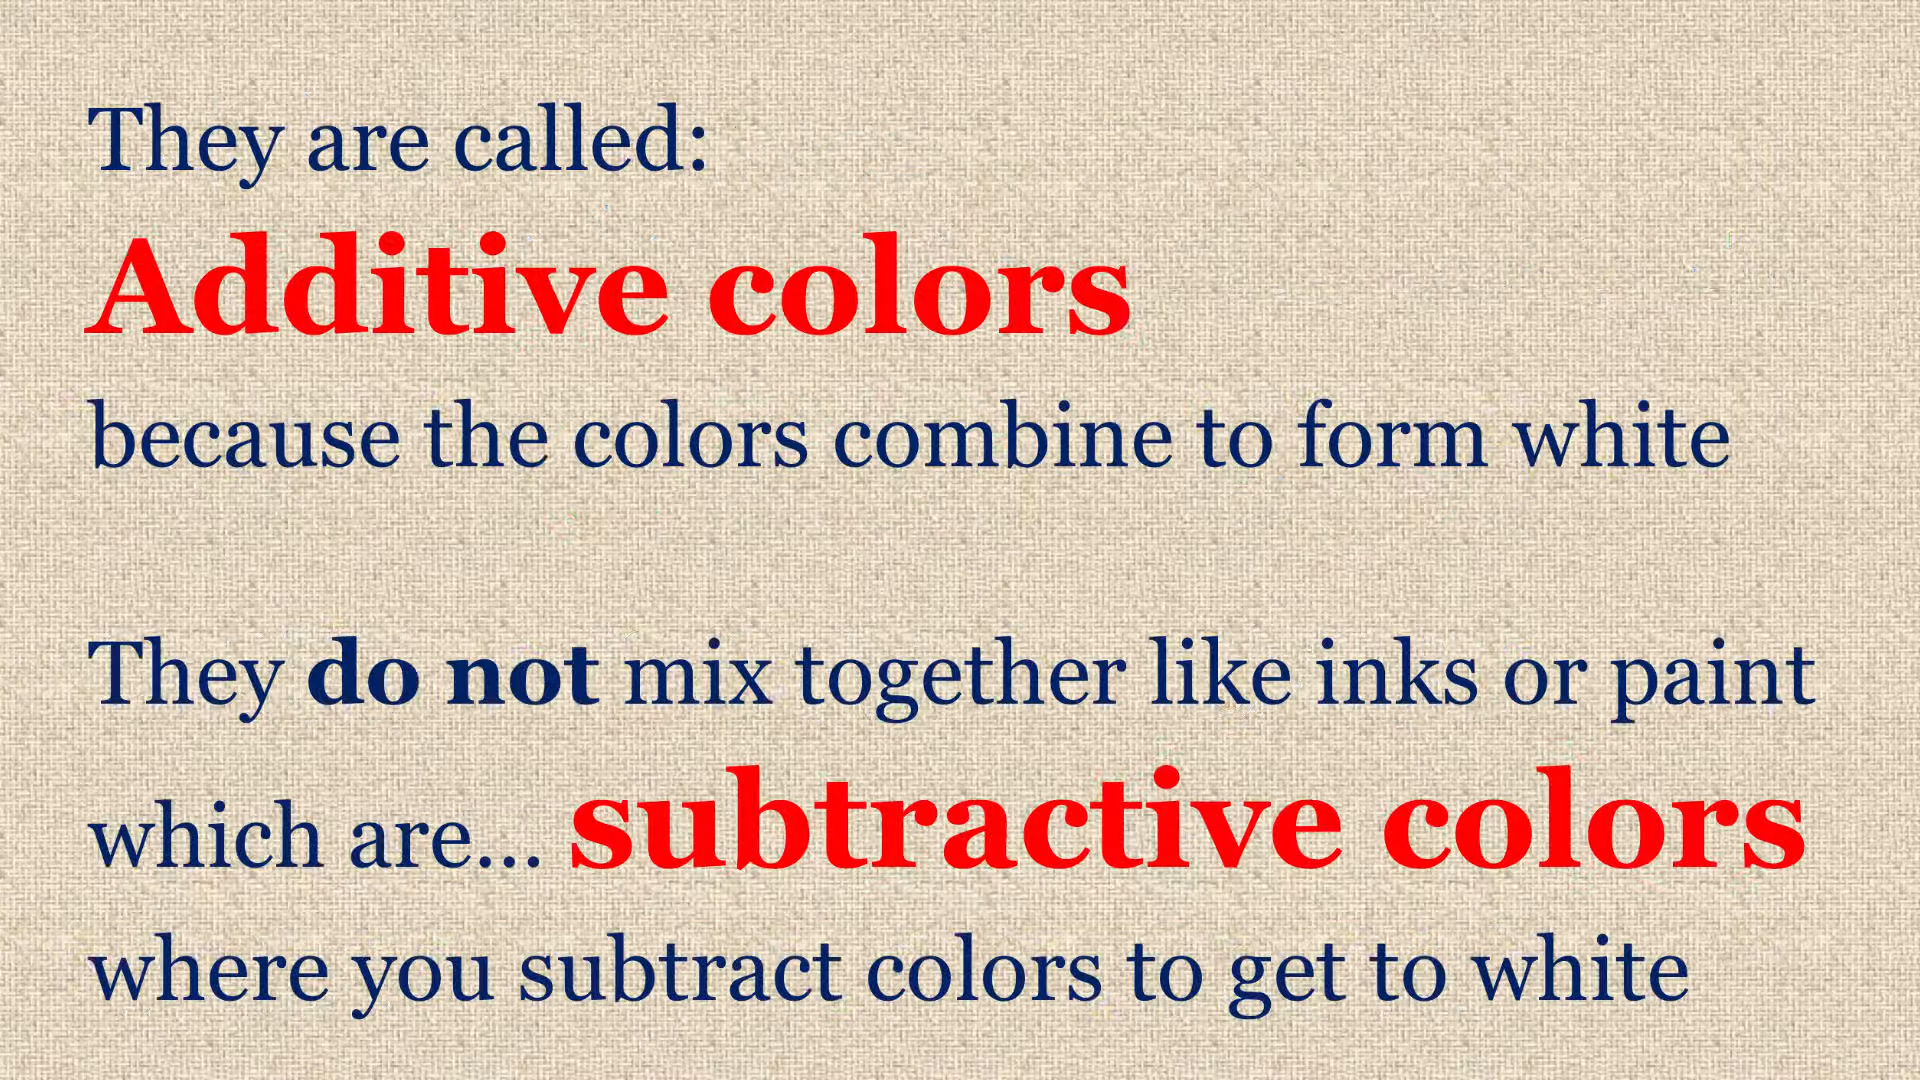 They are called:
Additive colors
because the colors combine to form white
They do not mix together like inks or paint
which are... subtractive colors
where you subtract colors to get to white